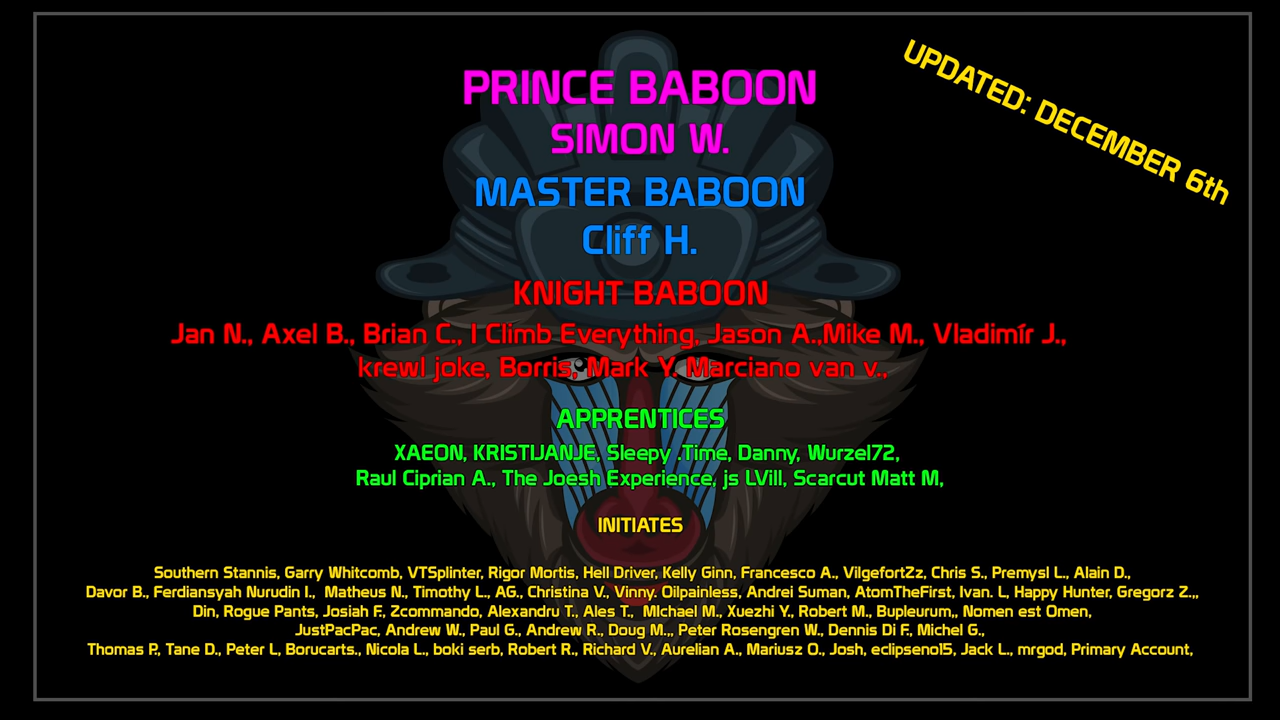 UPDATED: DECEMBER 6th
PRINCE BABOON
SIMON W.
MASTER BABOON
Cliff H.
KNIGHT BABOON
Jan N., Axel B., Brian C., I Climb Everything, Jason A.,Mike M., Vladimír J.,
krewl joke, Borris, Mark Y. Marciano van v.,
APPRENTICES
XAEON, KRISTIJANJE, Sleepy .Time, Danny, Wurzel72,
Raul Ciprian A., The Joesh Experience, js LVill, Scarcut Matt M,
INITIATES
Southern Stannis, Garry Whitcomb, VTSplinter, Rigor Mortis, Hell Driver, Kelly Ginn, Francesco A., VilgefortZz, Chris S., Premysl L., Alain D.,
Davor B., Ferdiansyah Nurudin I., Matheus N., Timothy L., AG., Christina V., Vinny. Oilpainless, Andrei Suman, AtomTheFirst, Ivan. L, Happy Hunter, Gregorz Z.,,
Din, Rogue Pants, Josiah F., Zcommando, Alexandru T., Ales T., MIchael M., Xuezhi Y., Robert M., Bupleurum,, Nomen est Omen,
JustPacPac, Andrew W., Paul G., Andrew R., Doug M.,, Peter Rosengren W., Dennis Di F., Michel G.,
Thomas P., Tane D., Peter L, Borucarts., Nicola L., boki serb, Robert R., Richard V., Aurelian A., Mariusz O., Josh, eclipseno15, Jack L., mrgod, Primary Account,